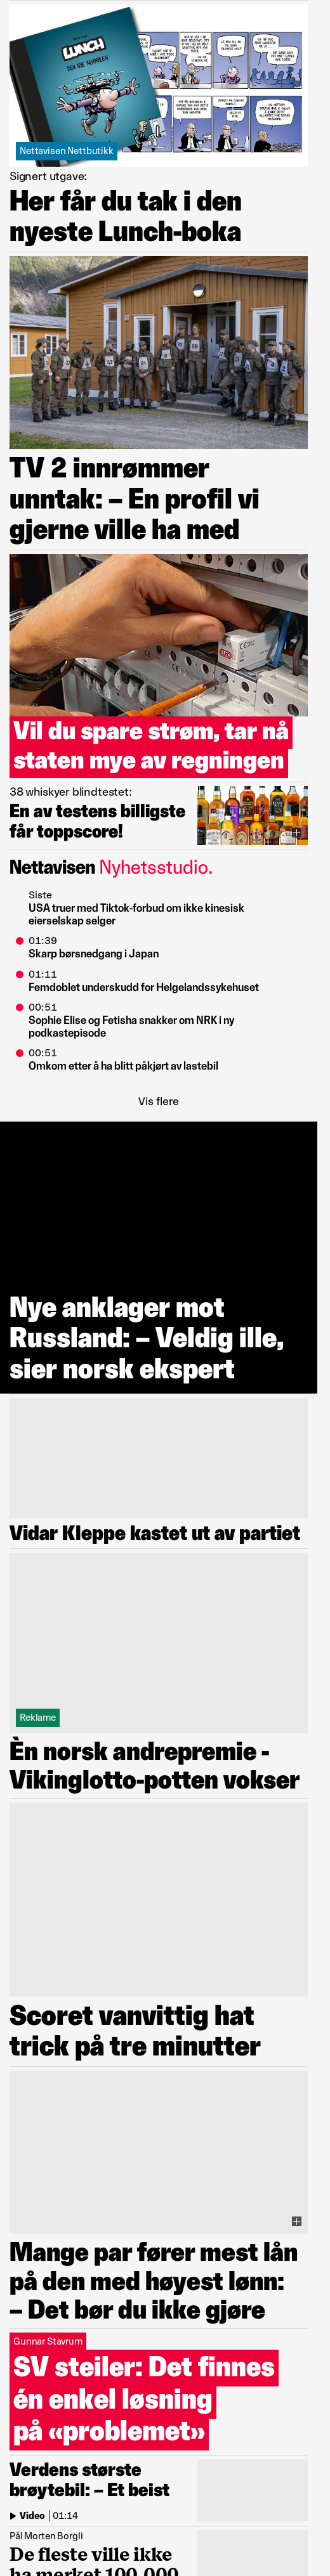 LUNCH
Nettavisen Nettbutikk
Signert utgave:
Her får du tak i den
nyeste Lunch-boka
TV 2 innrømmer
unntak: – En profil vi
gjerne ville ha med
Vil du spare strøm, tar nå
staten mye av regningen
38 whiskyer blindtestet:
En av testens billigste
får toppscore!
Nettavisen Nyhetsstudio.
Siste
USA truer med Tiktok-forbud om ikke kinesisk
eierselskap selger
01:39
Skarp børsnedgang i Japan
01:11
Femdoblet underskudd for Helgelandssykehuset
00:51
Sophie Elise og Fetisha snakker om NRK i ny
podkastepisode
00:51
Omkom etter å ha blitt påkjørt av lastebil
Vis flere
Nye anklager mot
Russland: – Veldig ille,
sier norsk ekspert
Vidar Kleppe kastet ut av partiet
Reklame
Èn norsk andrepremie -
Vikinglotto-potten vokser
Scoret vanvittig hat
trick på tre minutter
Mange par fører mest lån
på den med høyest lønn:
– Det bør du ikke gjøre
Gunnar Stavrum
SV steiler: Det finnes
én enkel løsning
på «problemet»
Verdens største
brøytebil: – Et beist
Video | 01:14
Pål Morten Borgli
De fleste ville ikke
ha merket 100.000